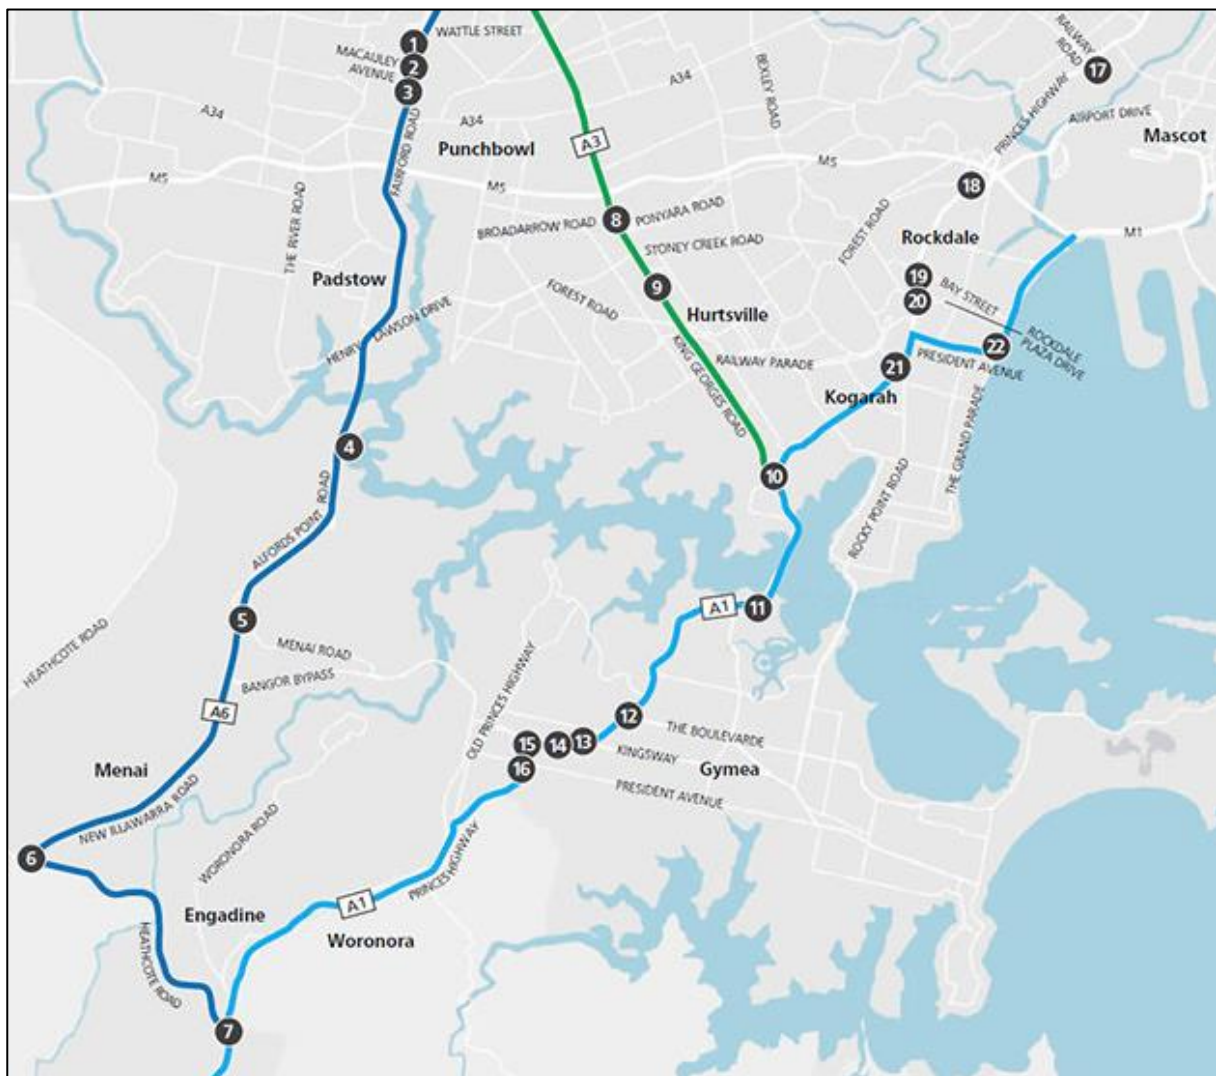 1
WATTLE STREET
MACAULEY
AVENUE
2
3
RAILWAY
ROAD
17
A34
A34
A34
BEXLEY ROAD
PRINCES HIGHWAY
AIRPORT DRIVE
Mascot
Punchbowl
A3
FAIRFORD ROAD
M5
M5
M5
18
THE RIVER ROAD
BROADARROW ROAD
8
PONYARA ROAD
STONEY CREEK ROAD
FOREST ROAD
Rockdale
M1
Padstow
9
FOREST ROAD
Hurtsville
19
20
BAY STREET
ROCKDALE
PLAZA DRIVE
HENRY LAWSON DRIVE
KING GEORGES ROAD
RAILWAY PARADE
21
PRESIDENT AVENUE
22
Kogarah
THE GRAND PARADE
4
10
ALFORDS POINT ROAD
ROCKY POINT ROAD
5
A1
11
MENAI ROAD
HEATHCOTE ROAD
BANGOR BYPASS
A6
OLD PRINCES HIGHWAY
12
THE BOULEVARDE
15
14
13
KINGSWAY
16
Gymea
Menai
PRESIDENT AVENUE
NEW ILLAWARRA ROAD
6
WORONORA ROAD
PRINCES HIGHWAY
A1
Engadine
Woronora
HEATHCOTE ROAD
7